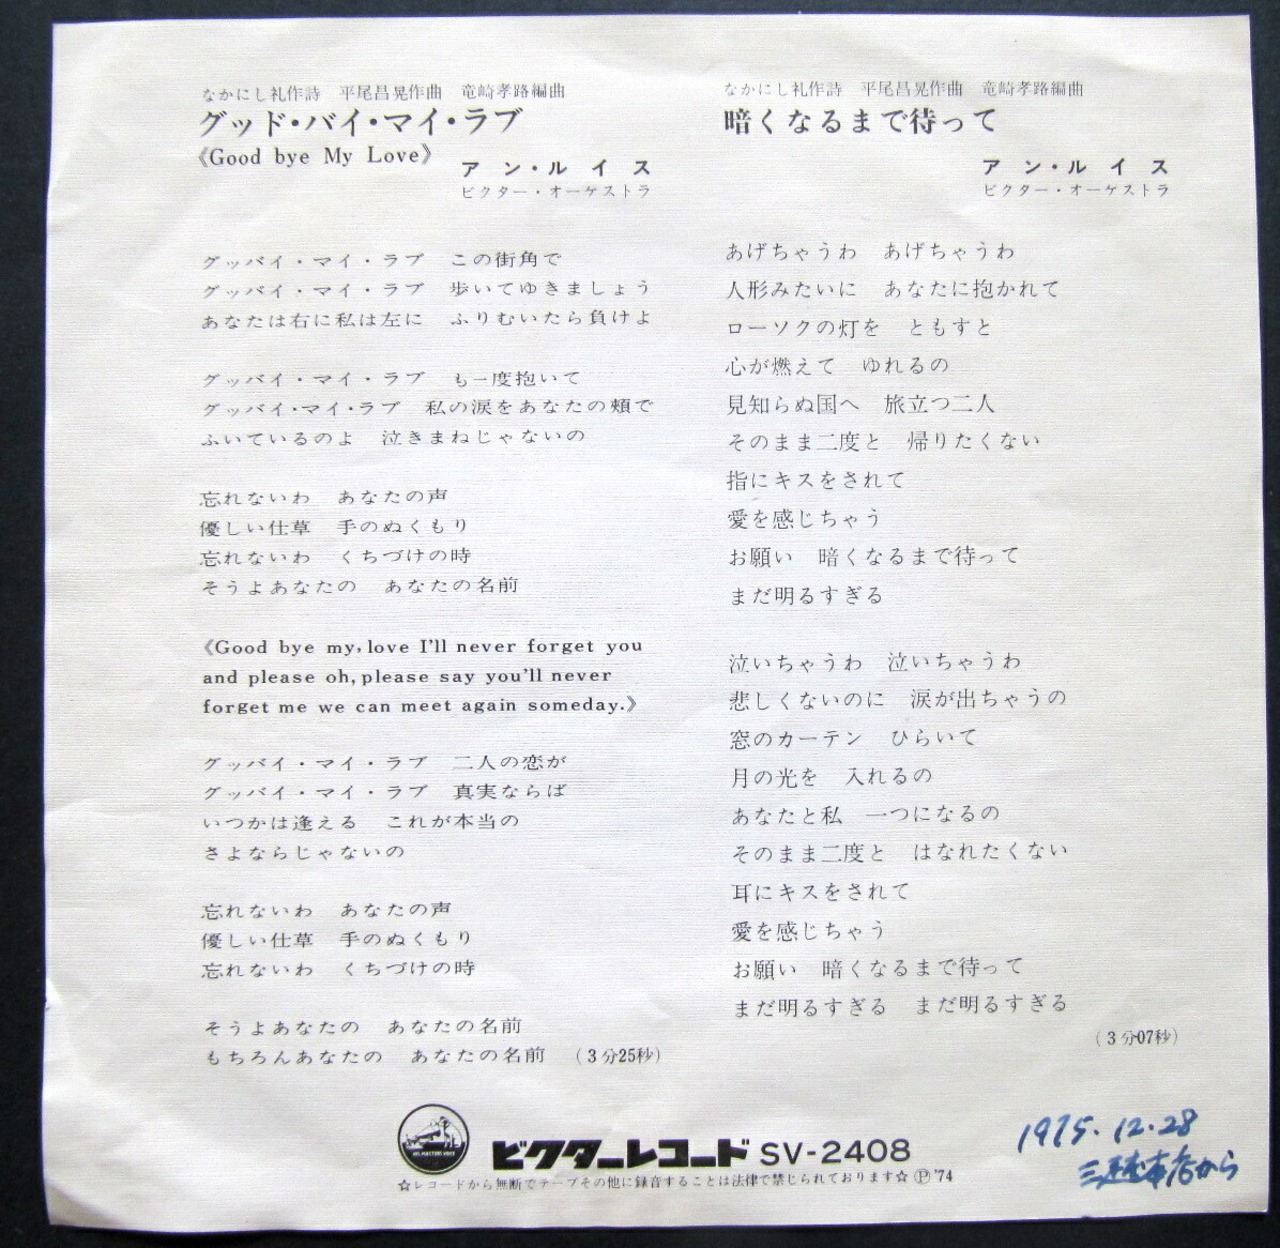 なかにし礼作詩　平尾昌晃作曲　竜崎孝路編曲
グッド・バイ・マイ・ラブ
《Good bye My Love》
アン・ルイス
ビクター・オーケストラ
グッバイ・マイ・ラブ　この街角で
グッバイ・マイ・ラブ　歩いてゆきましょう
あなたは右に私は左に　ふりむいたら負けよ
グッバイ・マイ・ラブ　も一度抱いて
グッバイ・マイ・ラブ　私の涙をあなたの頬で
ふいているのよ　泣きまねじゃないの
忘れないわ　あなたの声
優しい仕草　手のぬくもり
忘れないわ　くちづけの時
そうよあなたの　あなたの名前
《Good bye my, love I'll never forget you
and please oh, please say you'll never
forget me we can meet again someday.》
グッバイ・マイ・ラブ　二人の恋が
グッバイ・マイ・ラブ　真実ならば
いつかは逢える　これが本当の
さよならじゃないの
忘れないわ　あなたの声
優しい仕草　手のぬくもり
忘れないわ　くちづけの時
そうよあなたの　あなたの名前
もちろんあなたの　あなたの名前　（3分25秒）
なかにし礼作詩　平尾昌晃作曲　竜崎孝路編曲
暗くなるまで待って
アン・ルイス
ビクター・オーケストラ
あげちゃうわ　あげちゃうわ
人形みたいに　あなたに抱かれて
ローソクの灯を　ともすと
心が燃えて　ゆれるの
見知らぬ国へ　旅立つ二人
そのまま二度と　帰りたくない
指にキスをされて
愛を感じちゃう
お願い　暗くなるまで待って
まだ明るすぎる
泣いちゃうわ　泣いちゃうわ
悲しくないのに　涙が出ちゃうの
窓のカーテン　ひらいて
月の光を　入れるの
あなたと私　一つになるの
そのまま二度と　はなれたくない
耳にキスをされて
愛を感じちゃう
お願い　暗くなるまで待って
まだ明るすぎる　まだ明るすぎる
（3分07秒）
HIS MASTERS VOICE
ビクターレコード SV-2408
☆レコードから無断でテープその他に録音することは法律で禁じられております☆ Ⓟ'74
1975.12.28
三越本店から